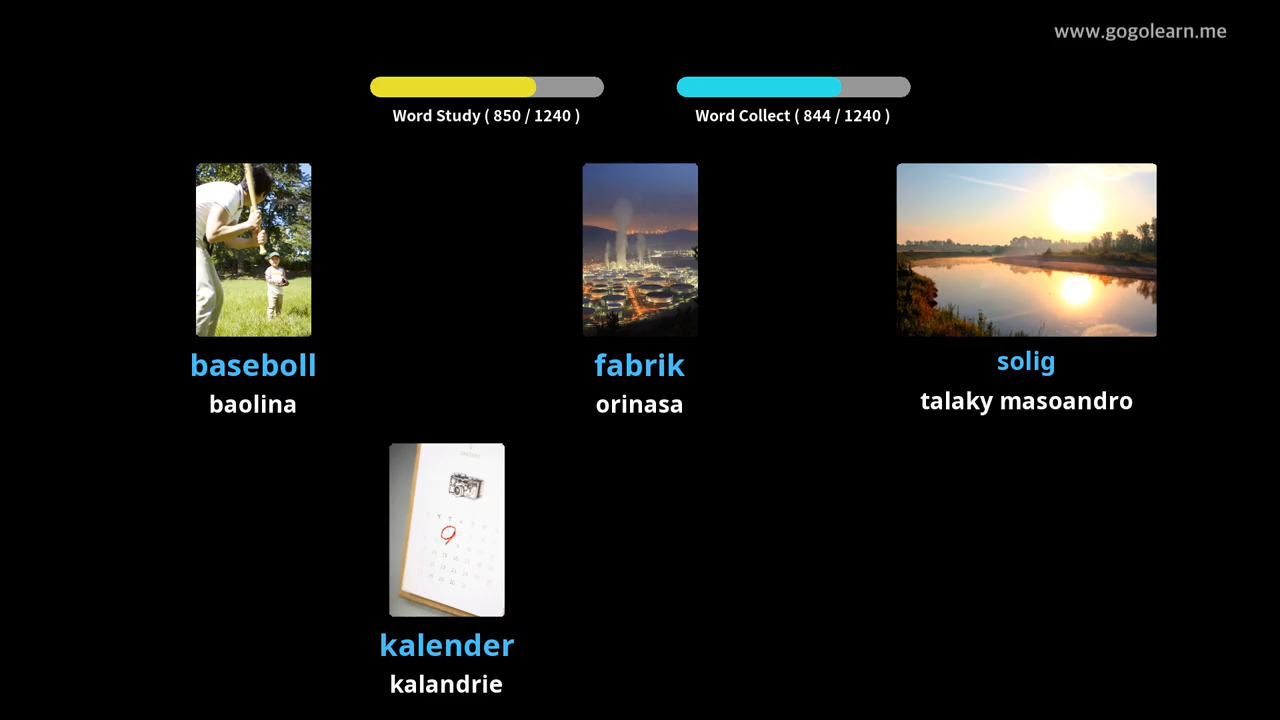 www.gogolearn.me
Word Study ( 850 / 1240 )
Word Collect ( 844 / 1240 )
baseboll
baolina
fabrik
orinasa
solig
talaky masoandro
kalender
kalandrie